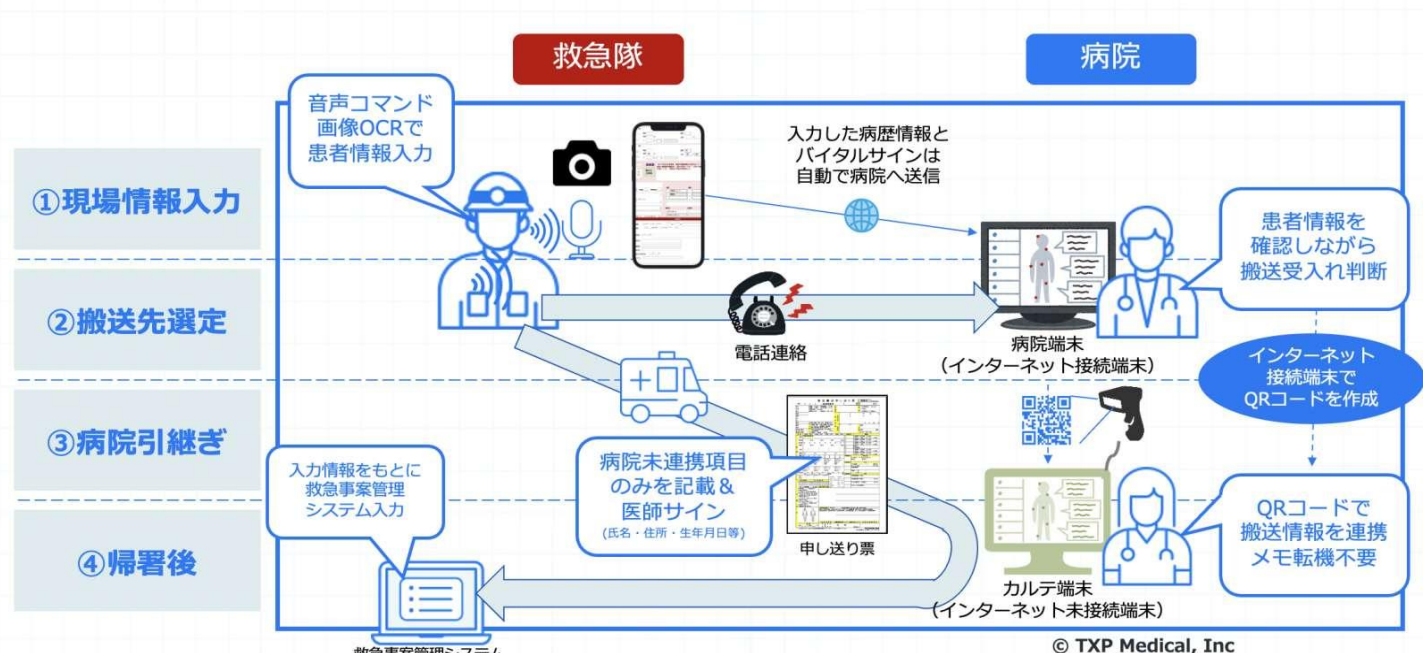 救急隊
病院
音声コマンド
画像OCRで
患者情報入力
入力した病歴情報と
バイタルサインは
自動で病院へ送信
①現場情報入力
患者情報を
確認しながら
搬送受入れ判断
②搬送先選定
電話連絡
病院端末
（インターネット接続端末）
インターネット
接続端末で
QRコードを作成
③病院引継ぎ
入力情報をもとに
救急事案管理
システム入力
病院未連携項目
のみを記載＆
医師サイン
(氏名・住所・生年月日等)
申し送り票
QRコードで
搬送情報を連携
メモ転機不要
④帰署後
カルテ端末
（インターネット未接続端末）
救急事案管理システム
© TXP Medical, Inc